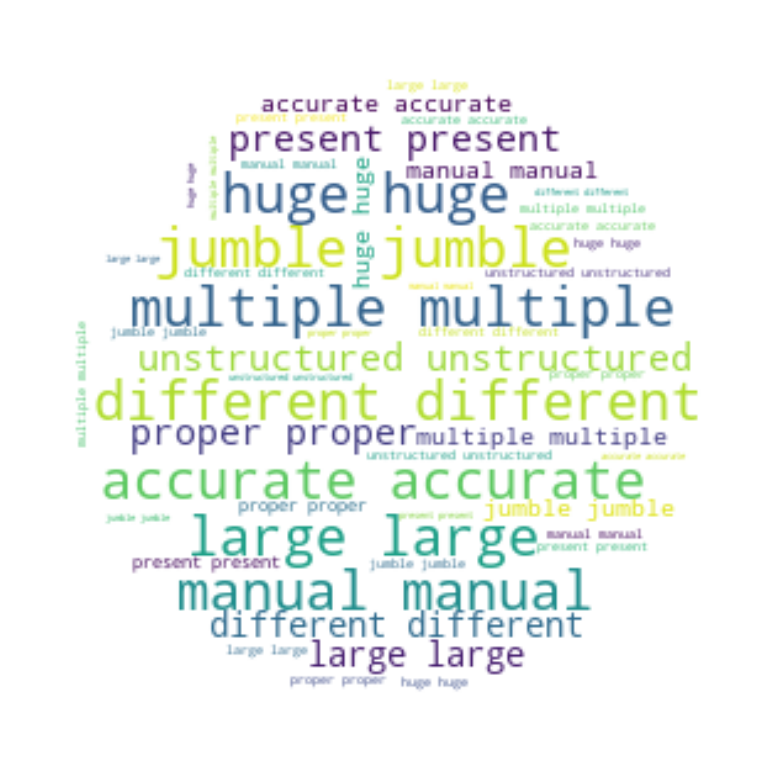 large large
accurate accurate
present present
accurate accurate
present present
manual manual
multiple multiple
huge huge
manual manual
huge huge
huge huge
different different
multiple multiple
accurate accurate
jumble jumble
huge huge
huge huge
large large
different different
unstructured unstructured
manual manual
multiple multiple
jumble jumble
proper proper
different different
multiple multiple
unstructured unstructured
unstructured unstructured
proper proper
different different
proper proper
multiple multiple
unstructured unstructured
accurate accurate
accurate accurate
proper proper
jumble jumble
jumble jumble
present present
large large
manual manual
present present
present present
jumble jumble
manual manual
different different
large large
large large
proper proper
huge huge